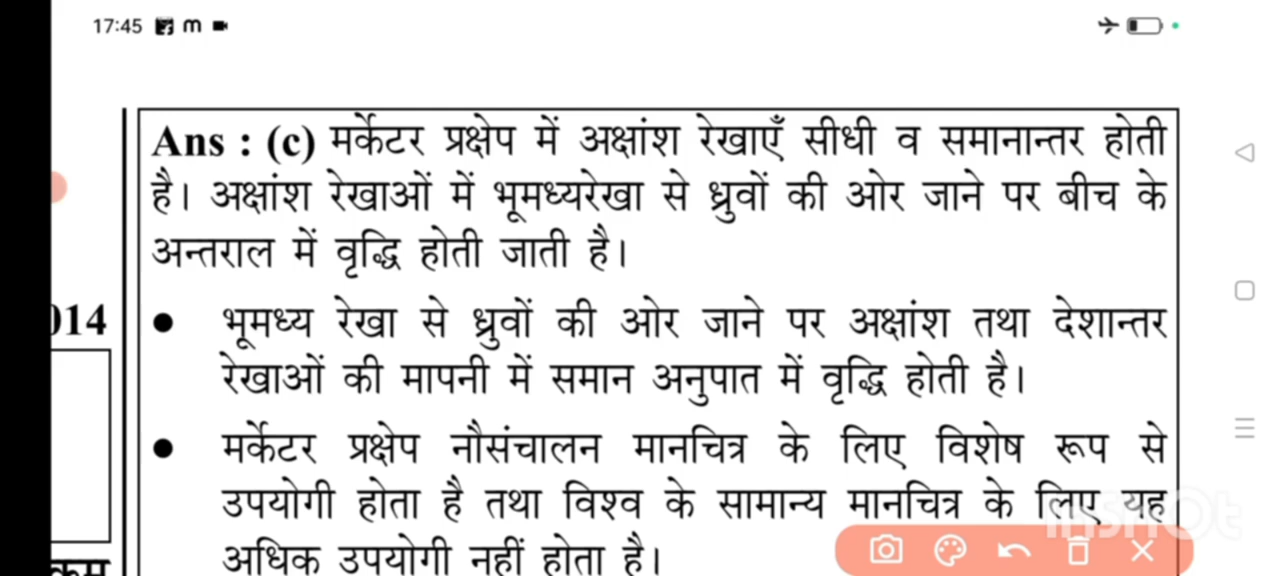 17:45 m
Ans : (c) मर्केटर प्रक्षेप में अक्षांश रेखाएँ सीधी व समानान्तर होती
है। अक्षांश रेखाओं में भूमध्यरेखा से ध्रुवों की ओर जाने पर बीच के
अन्तराल में वृद्धि होती जाती है।
014
● भूमध्य रेखा से ध्रुवों की ओर जाने पर अक्षांश तथा देशान्तर
रेखाओं की मापनी में समान अनुपात में वृद्धि होती है।
● मर्केटर प्रक्षेप नौसंचालन मानचित्र के लिए विशेष रूप से
उपयोगी होता है तथा विश्व के सामान्य मानचित्र के लिए यह
अधिक उपयोगी नहीं होता है।